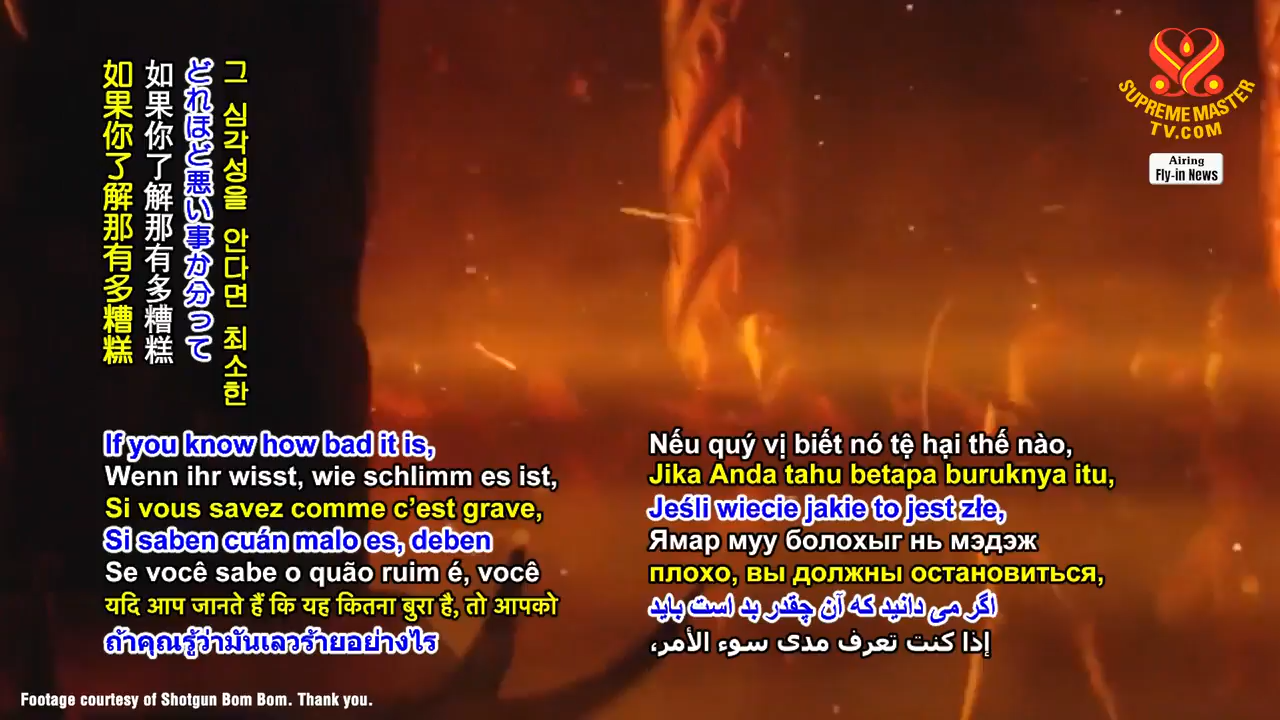 如果你了解那有多糟糕
如果你了解那有多糟糕
どれほど悪い事か分って
그 심각성을 안다면 최소한
SUPREME MASTER
TV.COM
Airing
Fly-in News
If you know how bad it is,
Wenn ihr wisst, wie schlimm es ist,
Si vous savez comme c’est grave,
Si saben cuán malo es, deben
Se você sabe o quão ruim é, você
यदि आप जानते हैं कि यह कितना बुरा है, तो आपको
ถ้าคุณรู้ว่ามันเลวร้ายอย่างไร
Nếu quý vị biết nó tệ hại thế nào,
Jika Anda tahu betapa buruknya itu,
Jeśli wiecie jakie to jest złe,
Ямар муу болохыг нь мэдэж
плохо, вы должны остановиться,
اگر می دانید که آن چقدر بد است باید
إذا كنت تعرف مدى سوء الأمر،
Footage courtesy of Shotgun Bom Bom. Thank you.